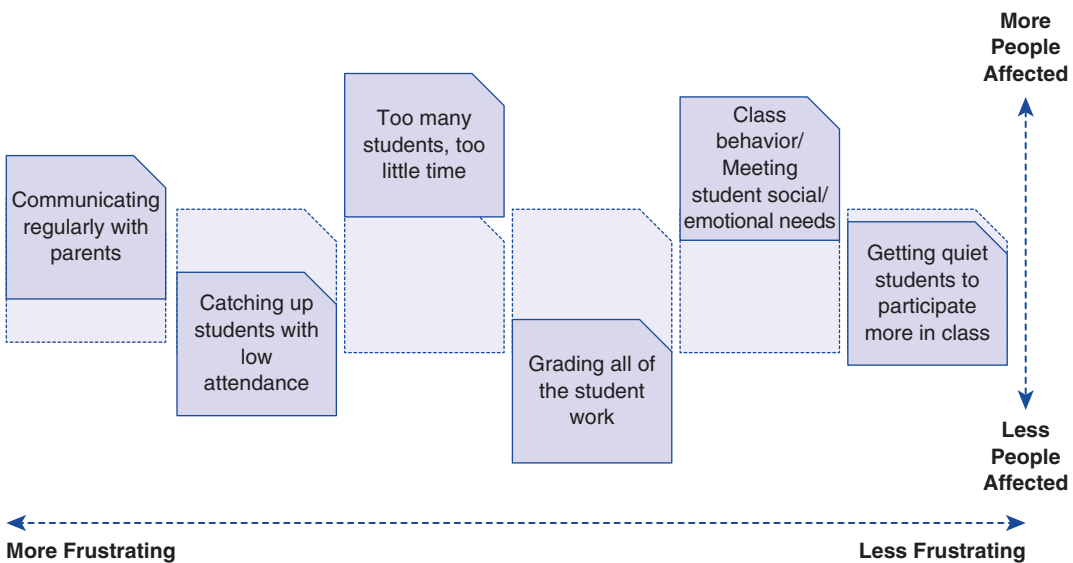 More
People
Affected
Too many
students, too
little time
Class
behavior/
Meeting
student social/
emotional needs
Communicating
regularly with
parents
Catching up
students with
low
attendance
Getting quiet
students to
participate
more in class
Grading all of
the student
work
Less
People
Affected
More Frustrating
Less Frustrating